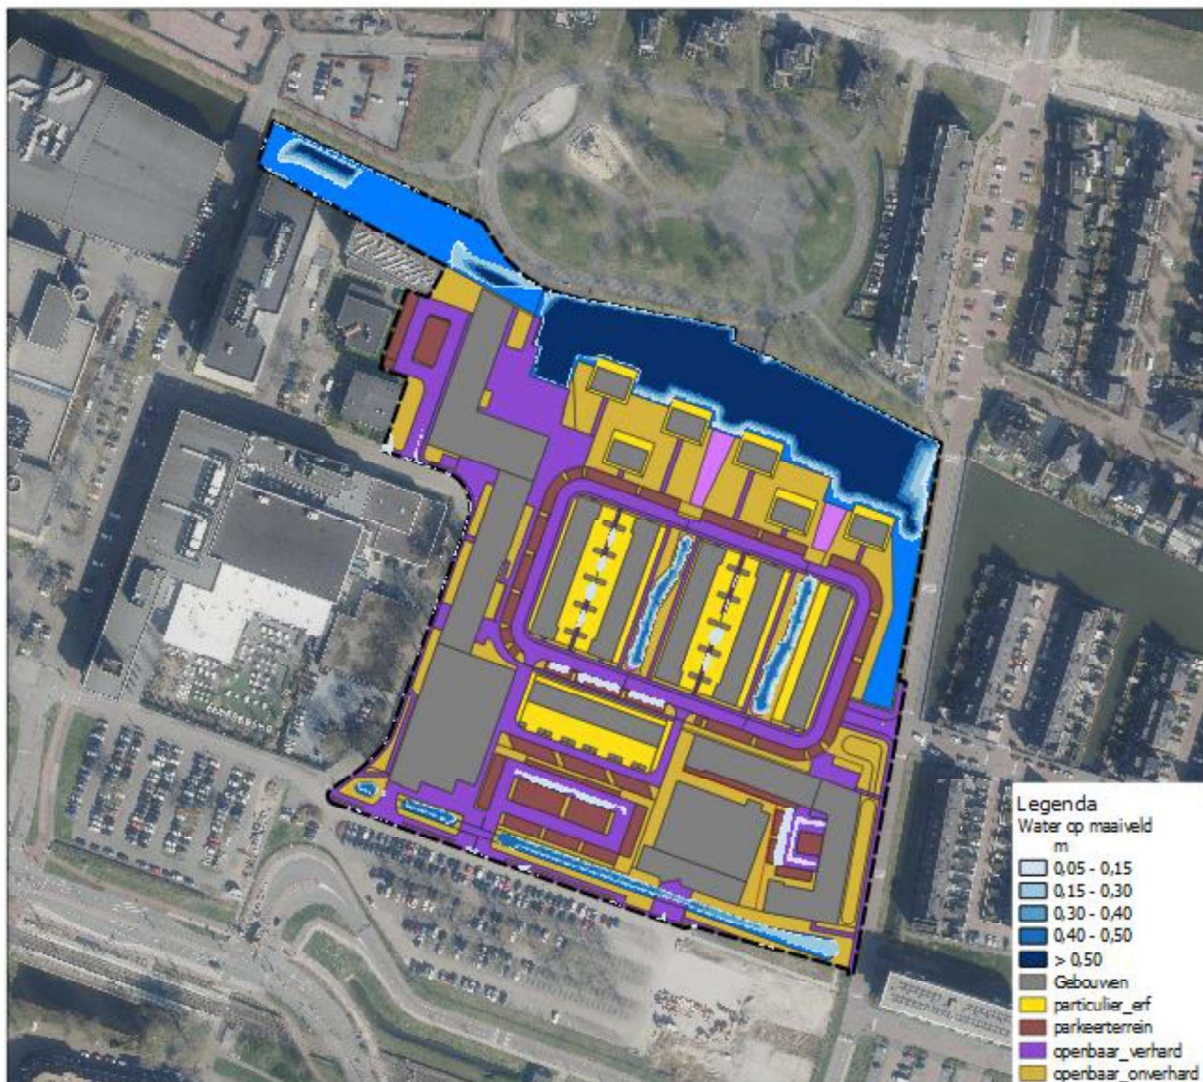 Legenda
Water op maaiveld
m
0,05 - 0,15
0,15 - 0,30
0,30 - 0,40
0,40 - 0,50
> 0,50
Gebouwen
particulier_erf
parkeerterrein
openbaar_verhard
openbaar_onverhard